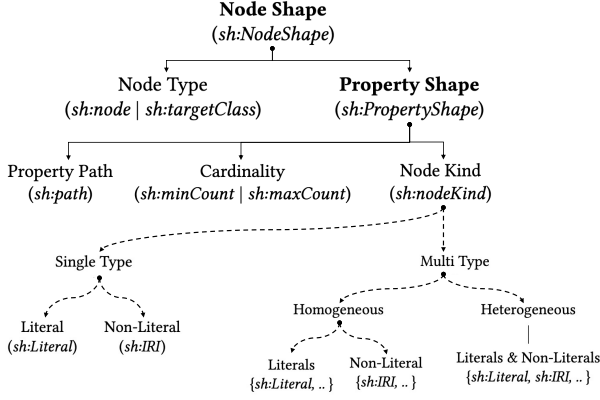 Node Shape
(sh:NodeShape)
Node Type
(sh:node | sh:targetClass)
Property Shape
(sh:PropertyShape)
Property Path
(sh:path)
Cardinality
(sh:minCount | sh:maxCount)
Node Kind
(sh:nodeKind)
Single Type
Multi Type
Literal
(sh:Literal)
Non-Literal
(sh:IRI)
Homogeneous
Heterogeneous
Literals
{sh:Literal, .. }
Non-Literal
{sh:IRI, .. }
Literals & Non-Literals
{sh:Literal, sh:IRI, .. }